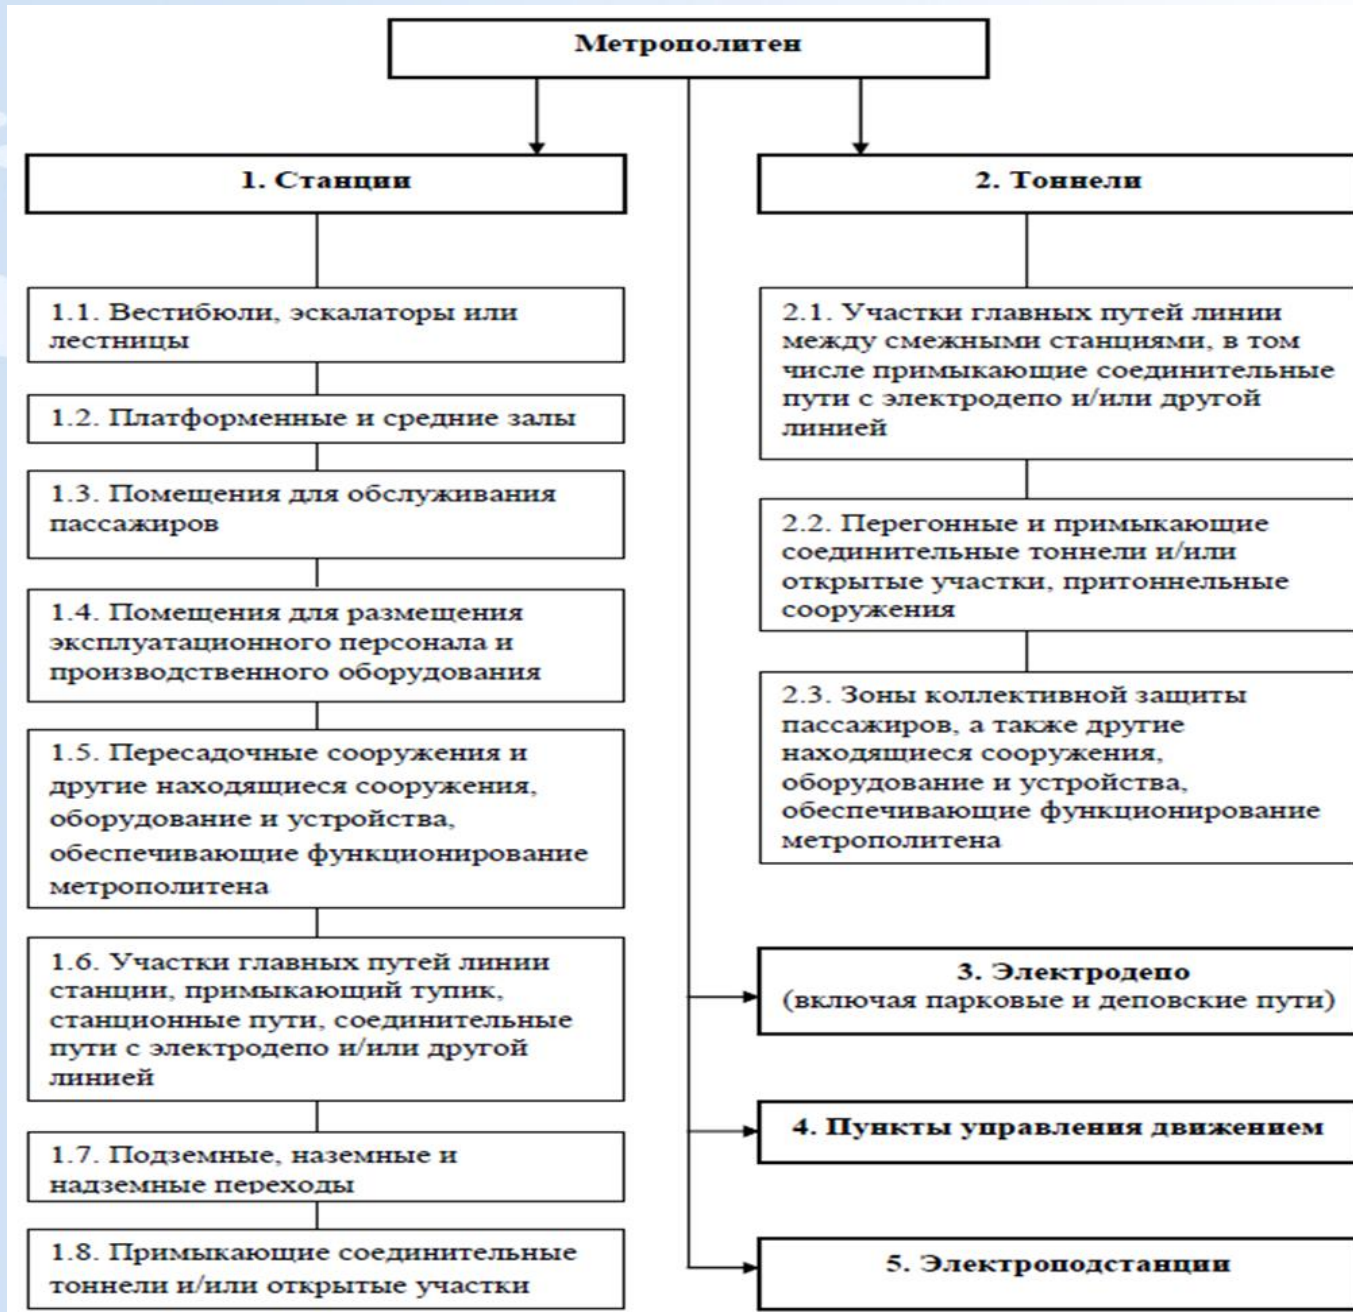 Метрополитен
1. Станции
1.1. Вестибюли, эскалаторы или
лестницы
1.2. Платформенные и средние залы
1.3. Помещения для обслуживания
пассажиров
1.4. Помещения для размещения
эксплуатационного персонала и
производственного оборудования
1.5. Пересадочные сооружения и
другие находящиеся сооружения,
оборудование и устройства,
обеспечивающие функционирование
метрополитена
1.6. Участки главных путей линии
станции, примыкающий тупик,
станционные пути, соединительные
пути с электродепо и/или другой
линией
1.7. Подземные, наземные и
надземные переходы
1.8. Примыкающие соединительные
тоннели и/или открытые участки
2. Тоннели
2.1. Участки главных путей линии
между смежными станциями, в том
числе примыкающие соединительные
пути с электродепо и/или другой
линией
2.2. Перегонные и примыкающие
соединительные тоннели и/или
открытые участки, притоннельные
сооружения
2.3. Зоны коллективной защиты
пассажиров, а также другие
находящиеся сооружения,
оборудование и устройства,
обеспечивающие функционирование
метрополитена
3. Электродепо
(включая парковые и деповские пути)
4. Пункты управления движением
5. Электроподстанции